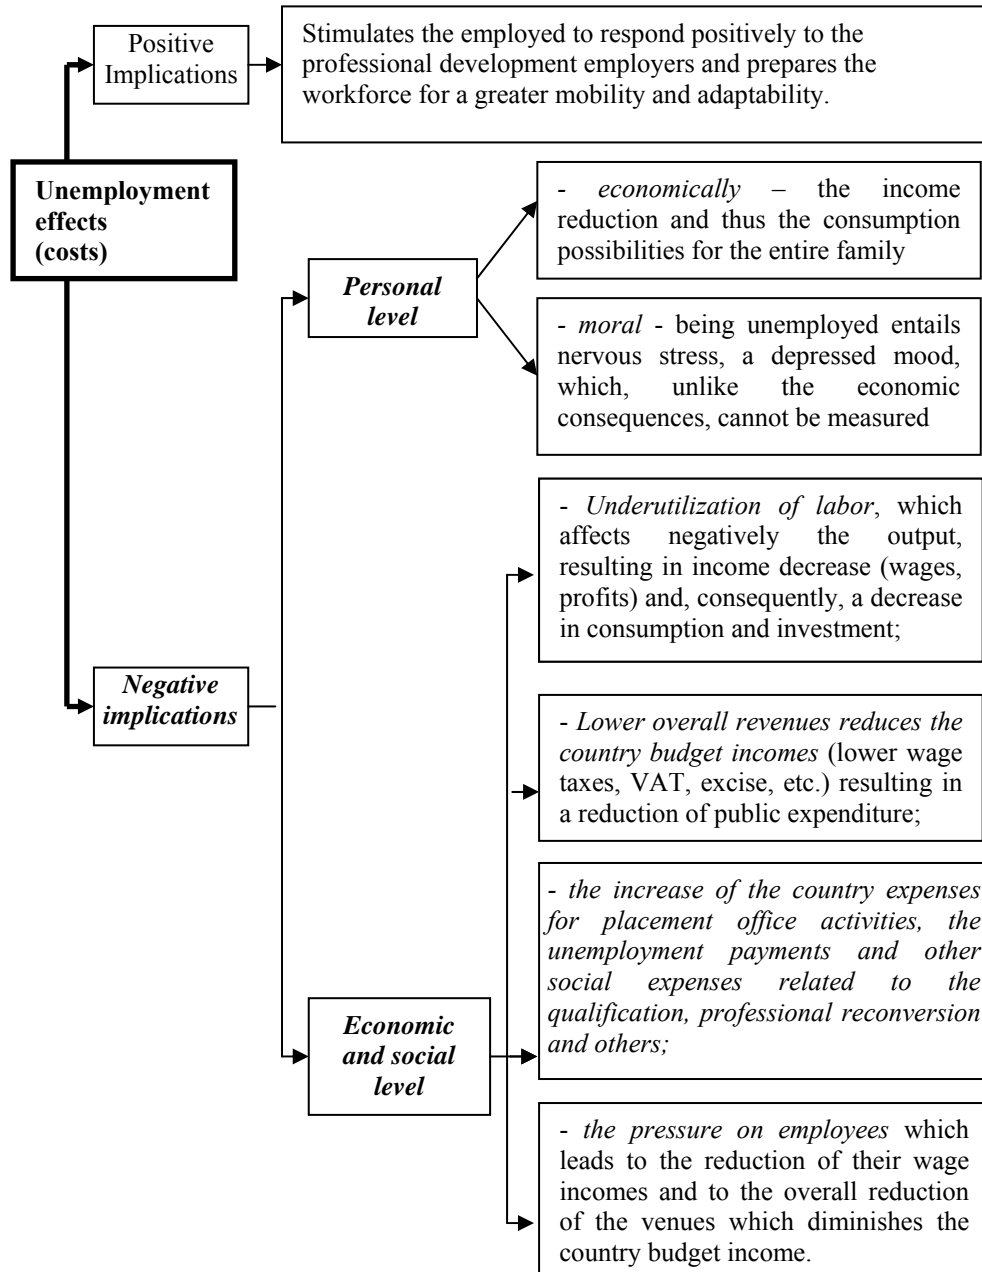 Positive
Implications
Stimulates the employed to respond positively to the
professional development employers and prepares the
workforce for a greater mobility and adaptability.
Unemployment
effects
(costs)
- economically – the income
reduction and thus the consumption
possibilities for the entire family
Personal
level
- moral - being unemployed entails
nervous stress, a depressed mood,
which, unlike the economic
consequences, cannot be measured
- Underutilization of labor, which
affects negatively the output,
resulting in income decrease (wages,
profits) and, consequently, a decrease
in consumption and investment;
Negative
implications
- Lower overall revenues reduces the
country budget incomes (lower wage
taxes, VAT, excise, etc.) resulting in
a reduction of public expenditure;
- the increase of the country expenses
for placement office activities, the
unemployment payments and other
social expenses related to the
qualification, professional reconversion
and others;
Economic
and social
level
- the pressure on employees which
leads to the reduction of their wage
incomes and to the overall reduction
of the venues which diminishes the
country budget income.